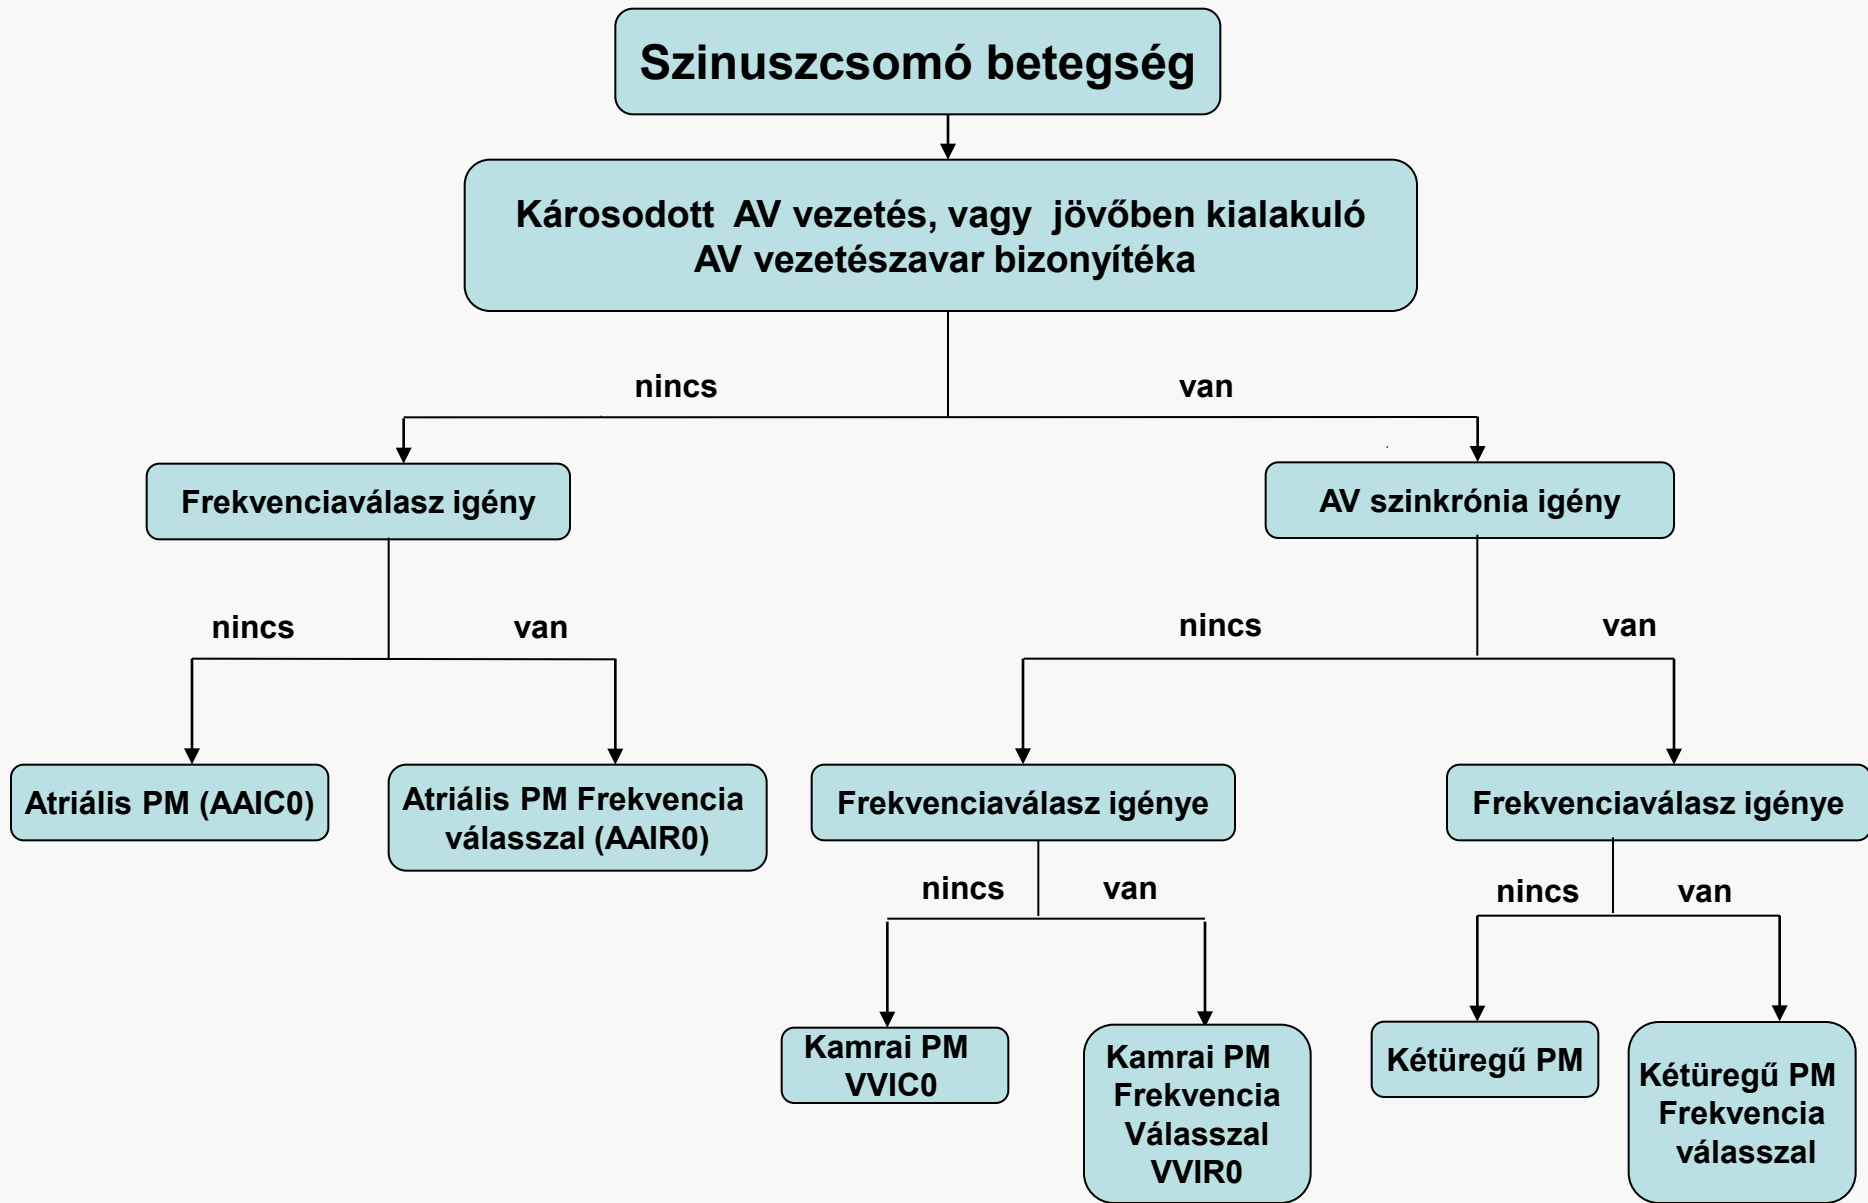 Szinuszcsomó betegség
Károsodott AV vezetés, vagy jövőben kialakuló
AV vezetészavar bizonyítéka
nincs
van
Frekvenciaválasz igény
AV szinkrónia igény
nincs
van
nincs
van
Atriális PM (AAIC0)
Atriális PM Frekvencia
válasszal (AAIR0)
Frekvenciaválasz igénye
Frekvenciaválasz igénye
nincs
van
nincs
van
Kamrai PM
VVIC0
Kamrai PM
Frekvencia
Válasszal
VVIR0
Kétüregű PM
Kétüregű PM
Frekvencia
válasszal